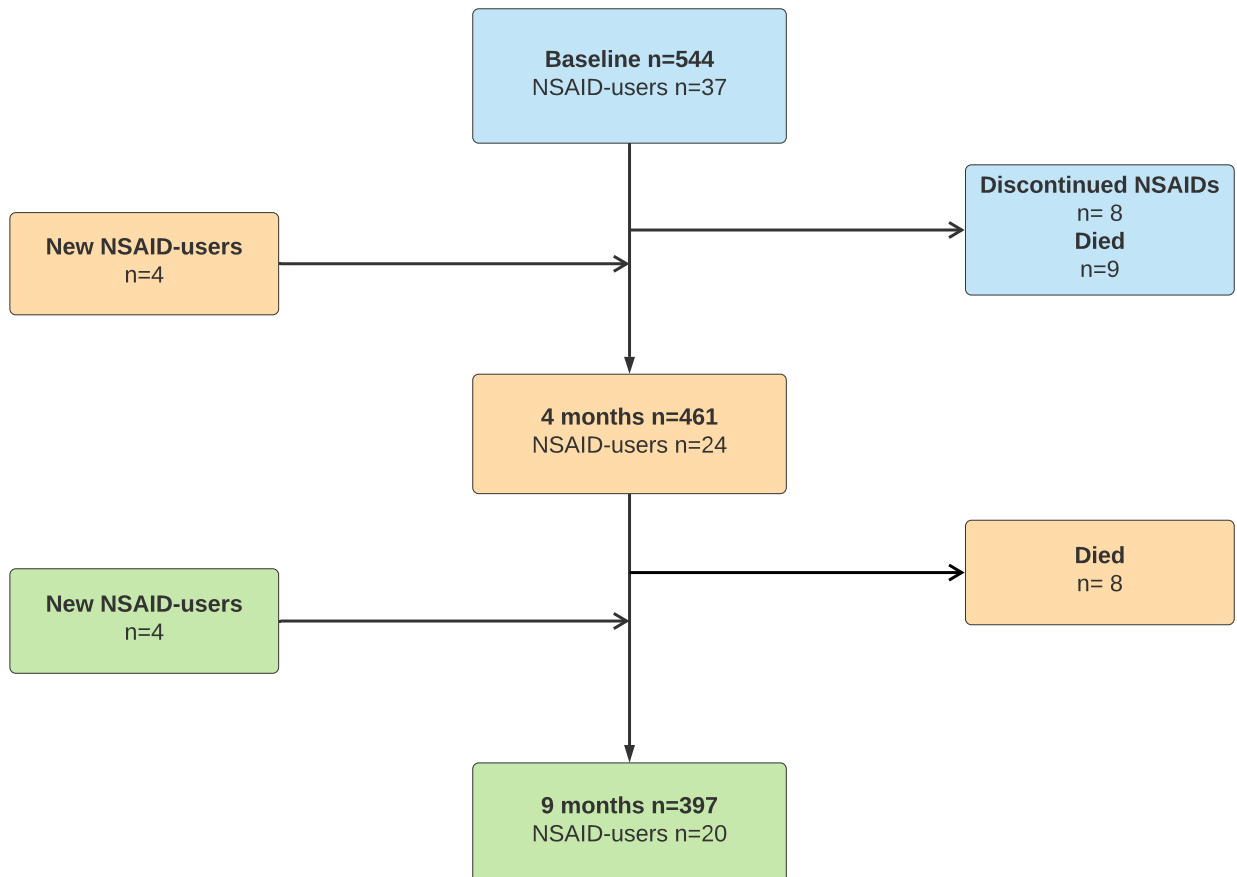 Baseline n=544
NSAID-users n=37
Discontinued NSAIDs
n= 8
Died
n=9
New NSAID-users
n=4
4 months n=461
NSAID-users n=24
Died
n= 8
New NSAID-users
n=4
9 months n=397
NSAID-users n=20